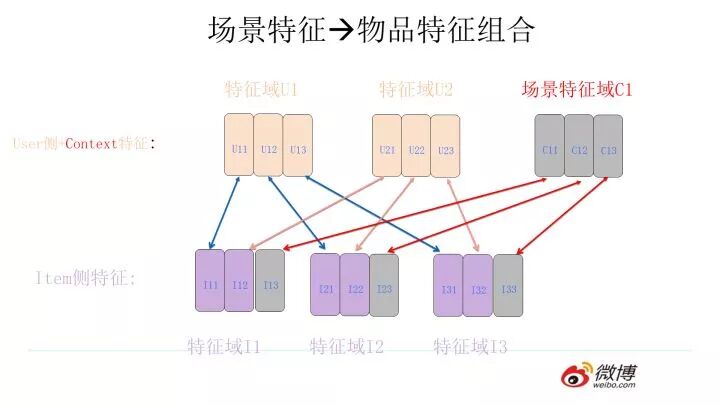 场景特征→物品特征组合
特征域U1 特征域U2 场景特征域C1
User侧+Context特征:
U11 U12 U13 U21 U22 U23 C11 C12 C13
Item侧特征:
I11 I12 I13 I21 I22 I23 I31 I32 I33
特征域I1 特征域I2 特征域I3
微博
weibo.com